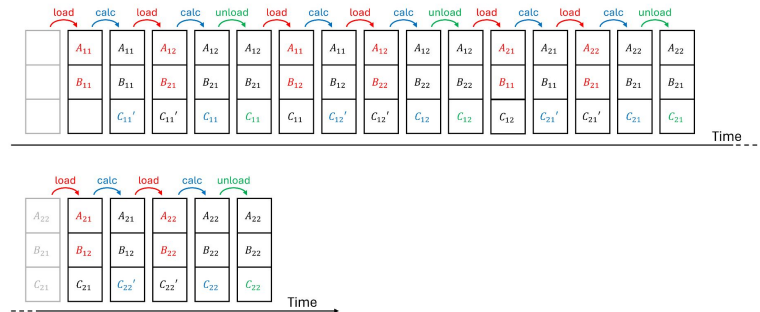 load calc load calc unload load calc load calc unload load calc load calc unload
A₁₁ A₁₁ A₁₂ A₁₂ A₁₂ A₁₁ A₁₁ A₁₂ A₁₂ A₁₂ A₂₁ A₂₁ A₂₂ A₂₂ A₂₂
B₁₁ B₁₁ B₂₁ B₂₁ B₂₁ B₁₂ B₁₂ B₂₂ B₂₂ B₂₂ B₁₁ B₁₁ B₂₁ B₂₁ B₂₁
C₁₁′ C₁₁′ C₁₁ C₁₁ C₁₁ C₁₂′ C₁₂′ C₁₂ C₁₂ C₁₂ C₂₁′ C₂₁′ C₂₁ C₂₁
Time
load calc load calc unload
A₂₂ A₂₁ A₂₁ A₂₂ A₂₂ A₂₂
B₂₁ B₁₂ B₁₂ B₂₂ B₂₂ B₂₂
C₂₁ C₂₁ C₂₂′ C₂₂′ C₂₂ C₂₂
Time